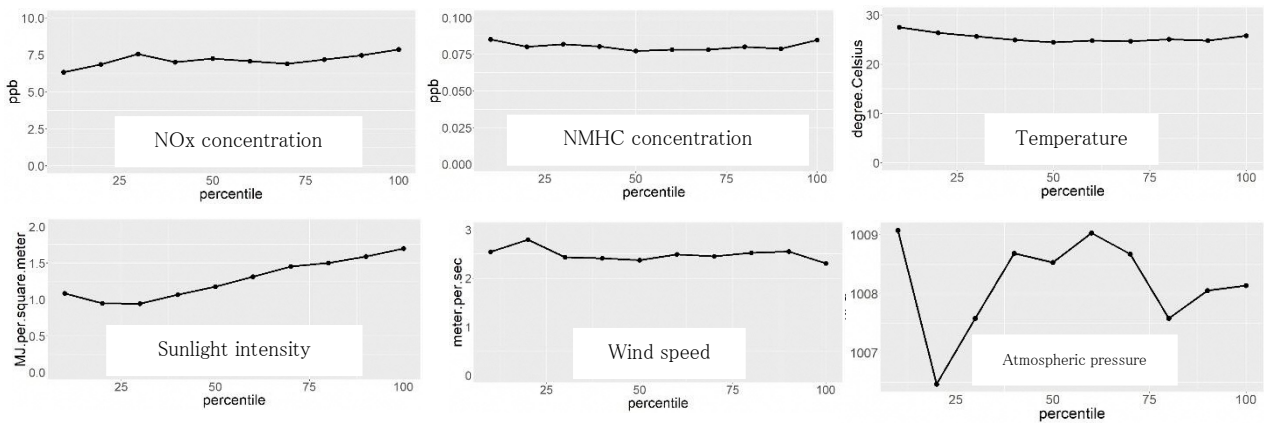 10.0
7.5
5.0
2.5
0.0
ppb
NOx concentration
25
50
75
100
percentile
0.100
0.075
0.050
0.025
0.000
ppb
NMHC concentration
25
50
75
100
percentile
30
20
10
0
degree.Celsius
Temperature
25
50
75
100
percentile
2.0
1.5
1.0
0.5
0.0
MJ.per.square.meter
Sunlight intensity
25
50
75
100
percentile
3
2
1
0
meter.per.sec
Wind speed
25
50
75
100
percentile
1009
1008
1007
Atmospheric pressure
25
50
75
100
percentile